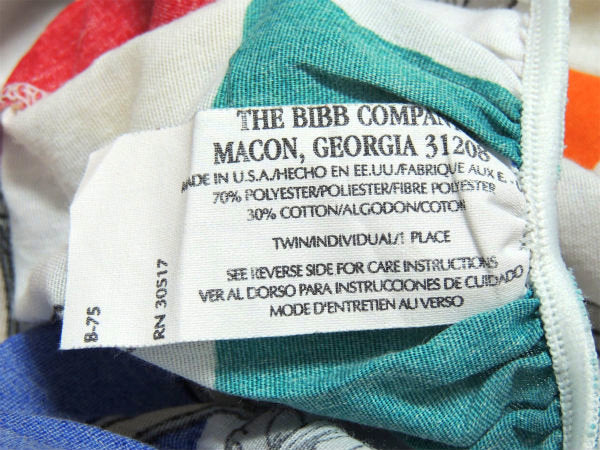 THE BIBB COMPAN
MACON, GEORGIA 31208
MADE IN U.S.A./HECHO EN EE.UU/FABRIQUE AUX E.-
70% POLYESTER/POLIESTER/FIBRE POLYESTER
30% COTTON/ALGODON/COTON
TWIN/INDIVIDUAL/1 PLACE
SEE REVERSE SIDE FOR CARE INSTRUCTIONS
VER AL DORSO PARA INSTRUCCIONES DE CUIDADO
MODE D'ENTRETIEN AU VERSO
B-75
RN 30517